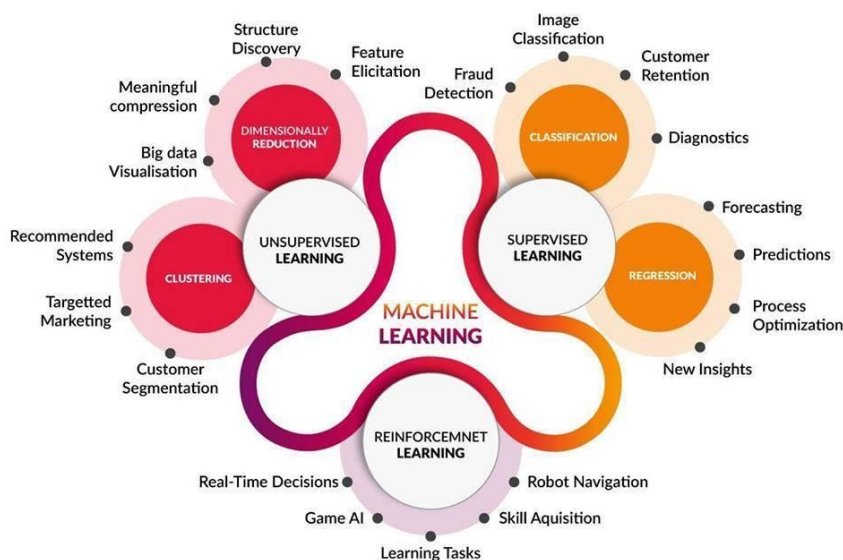 Structure
Discovery
Feature
Elicitation
Meaningful
compression
Big data
Visualisation
DIMENSIONALLY
REDUCTION
UNSUPERVISED
LEARNING
Recommended
Systems
Targetted
Marketing
Customer
Segmentation
CLUSTERING
Image
Classification
Customer
Retention
Fraud
Detection
Diagnostics
CLASSIFICATION
SUPERVISED
LEARNING
Forecasting
Predictions
Process
Optimization
New Insights
REGRESSION
MACHINE
LEARNING
REINFORCEMNET
LEARNING
Real-Time Decisions
Game AI
Learning Tasks
Skill Aquisition
Robot Navigation